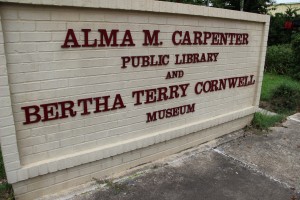 ALMA M. CARPENTER
PUBLIC LIBRARY
AND
BERTHA TERRY CORNWELL
MUSEUM